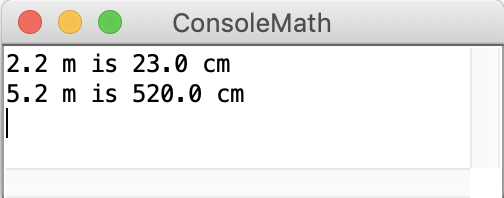 ConsoleMath
2.2 m is 23.0 cm
5.2 m is 520.0 cm